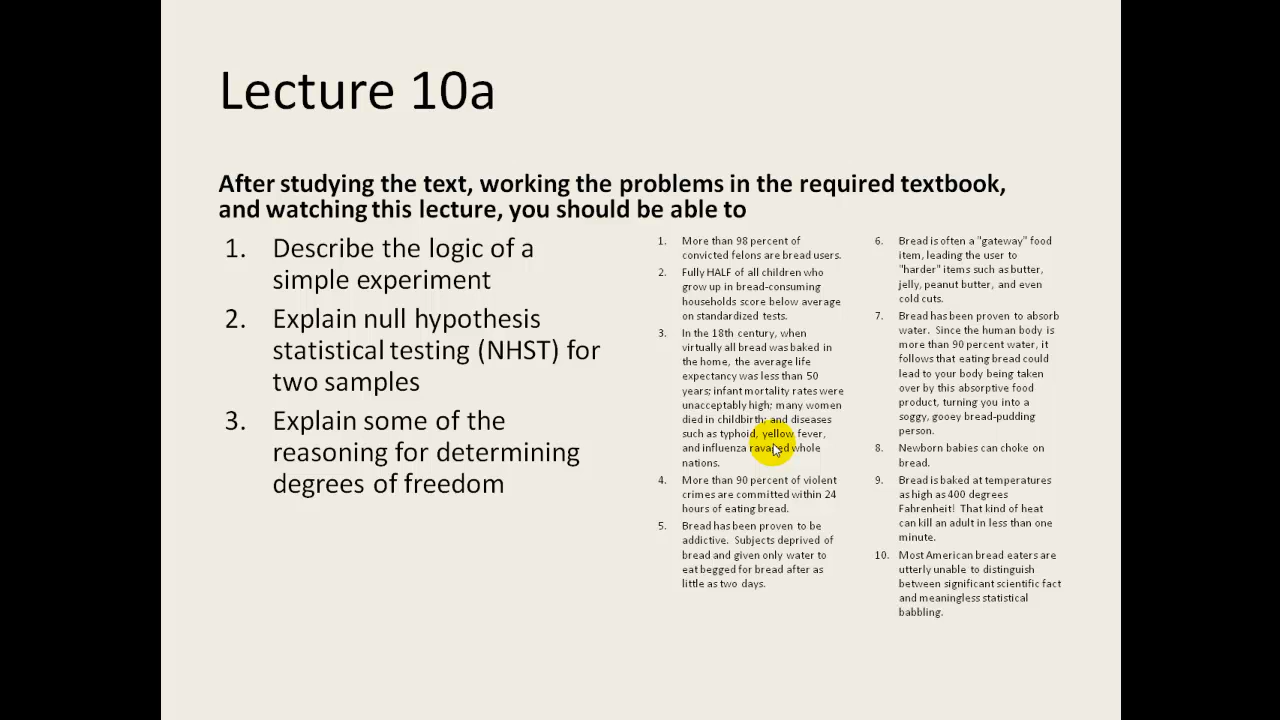 Lecture 10a
After studying the text, working the problems in the required textbook,
and watching this lecture, you should be able to
1. Describe the logic of a
simple experiment
2. Explain null hypothesis
statistical testing (NHST) for
two samples
3. Explain some of the
reasoning for determining
degrees of freedom
1. More than 98 percent of
convicted felons are bread users.
2. Fully HALF of all children who
grow up in bread-consuming
households score below average
on standardized tests.
3. In the 18th century, when
virtually all bread was baked in
the home, the average life
expectancy was less than 50
years; infant mortality rates were
unacceptably high; many women
died in childbirth; and diseases
such as typhoid, yellow fever,
and influenza ravaged whole
nations.
4. More than 90 percent of violent
crimes are committed within 24
hours of eating bread.
5. Bread has been proven to be
addictive. Subjects deprived of
bread and given only water to
eat begged for bread after as
little as two days.
6. Bread is often a "gateway" food
item, leading the user to
"harder" items such as butter,
jelly, peanut butter, and even
cold cuts.
7. Bread has been proven to absorb
water. Since the human body is
more than 90 percent water, it
follows that eating bread could
lead to your body being taken
over by this absorptive food
product, turning you into a
soggy, gooey bread-pudding
person.
8. Newborn babies can choke on
bread.
9. Bread is baked at temperatures
as high as 400 degrees
Fahrenheit! That kind of heat
can kill an adult in less than one
minute.
10. Most American bread eaters are
utterly unable to distinguish
between significant scientific fact
and meaningless statistical
babbling.